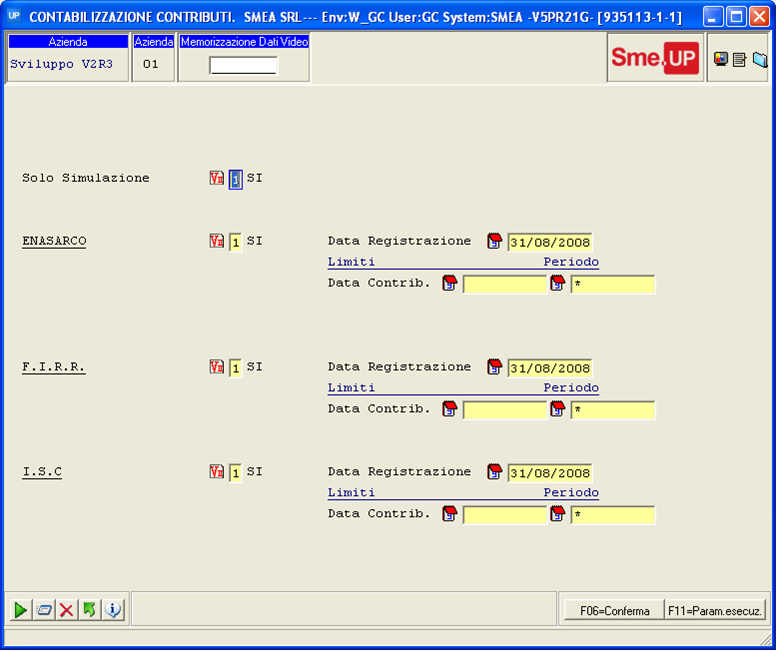 UP CONTABILIZZAZIONE CONTRIBUTI. SMEA SRL--- Env:W_GC User:GC System:SMEA -V5PR21G- [935113-1-1]
Azienda Azienda Memorizzazione Dati Video
Sviluppo V2R3 01
Sme.UP
Solo Simulazione V 1 SI
ENASARCO V 1 SI Data Registrazione 31/08/2008
Limiti Periodo
Data Contrib. *
F.I.R.R. V 1 SI Data Registrazione 31/08/2008
Limiti Periodo
Data Contrib. *
I.S.C V 1 SI Data Registrazione 31/08/2008
Limiti Periodo
Data Contrib. *
F06=Conferma F11=Param.esecuz.